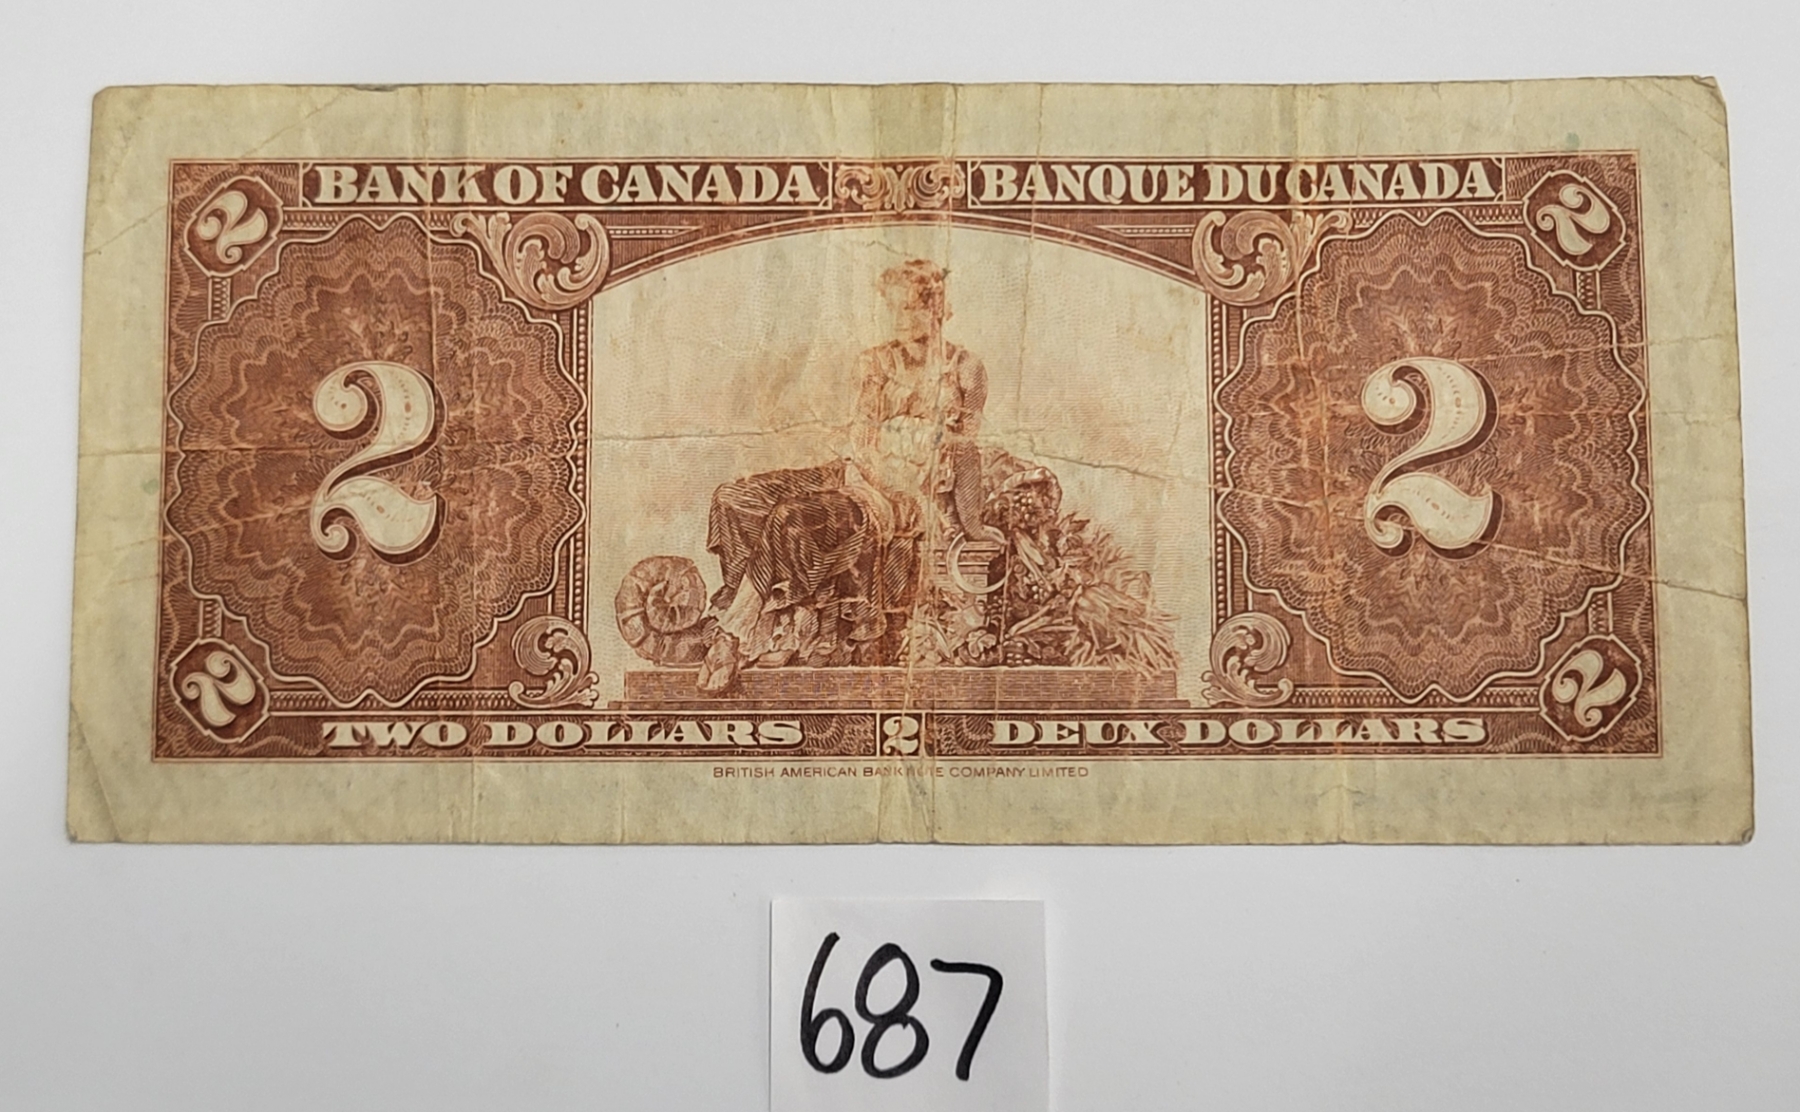 BANK OF CANADA BANQUE DU CANADA
2 2
2 2
2 2
TWO DOLLARS 2 DEUX DOLLARS
BRITISH AMERICAN BANK NOTE COMPANY LIMITED
687